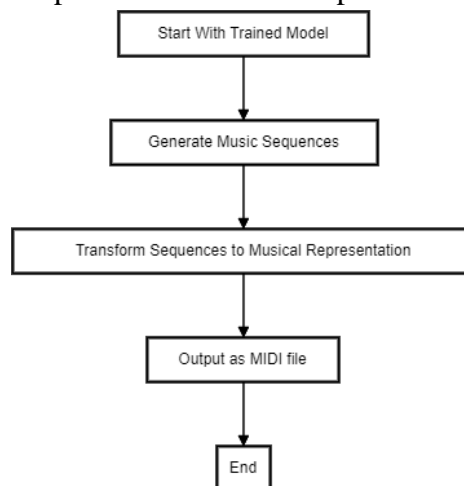 Start With Trained Model
Generate Music Sequences
Transform Sequences to Musical Representation
Output as MIDI file
End